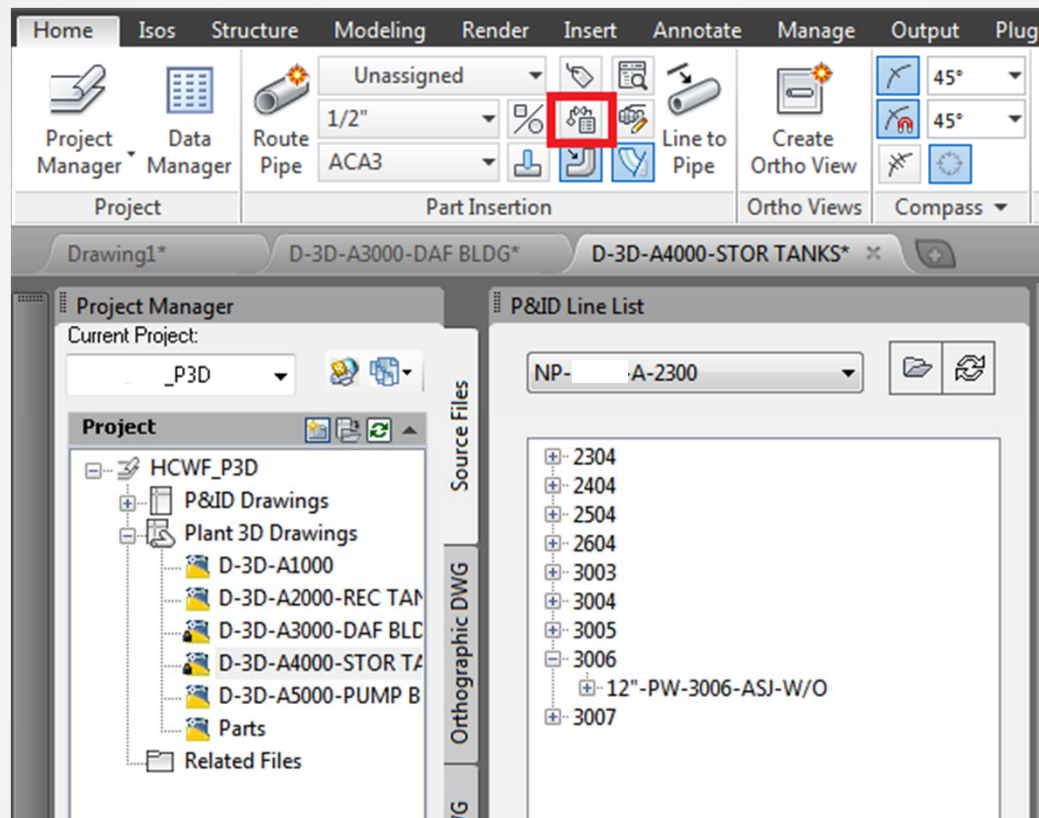 Home Isos Structure Modeling Render Insert Annotate Manage Output Plug
Unassigned
45°
1/2"
45°
ACA3
Project Manager
Data Manager
Route Pipe
Line to Pipe
Create Ortho View
Project
Part Insertion
Ortho Views
Compass
Drawing1*
D-3D-A3000-DAF BLDG*
D-3D-A4000-STOR TANKS*
Project Manager
Current Project:
_P3D
Project
HCWF_P3D
P&ID Drawings
Plant 3D Drawings
D-3D-A1000
D-3D-A2000-REC TAN
D-3D-A3000-DAF BLD
D-3D-A4000-STOR TA
D-3D-A5000-PUMP B
Parts
Related Files
Source Files
Orthographic DWG
P&ID Line List
NP- -A-2300
2304
2404
2504
2604
3003
3004
3005
3006
12"-PW-3006-ASJ-W/O
3007